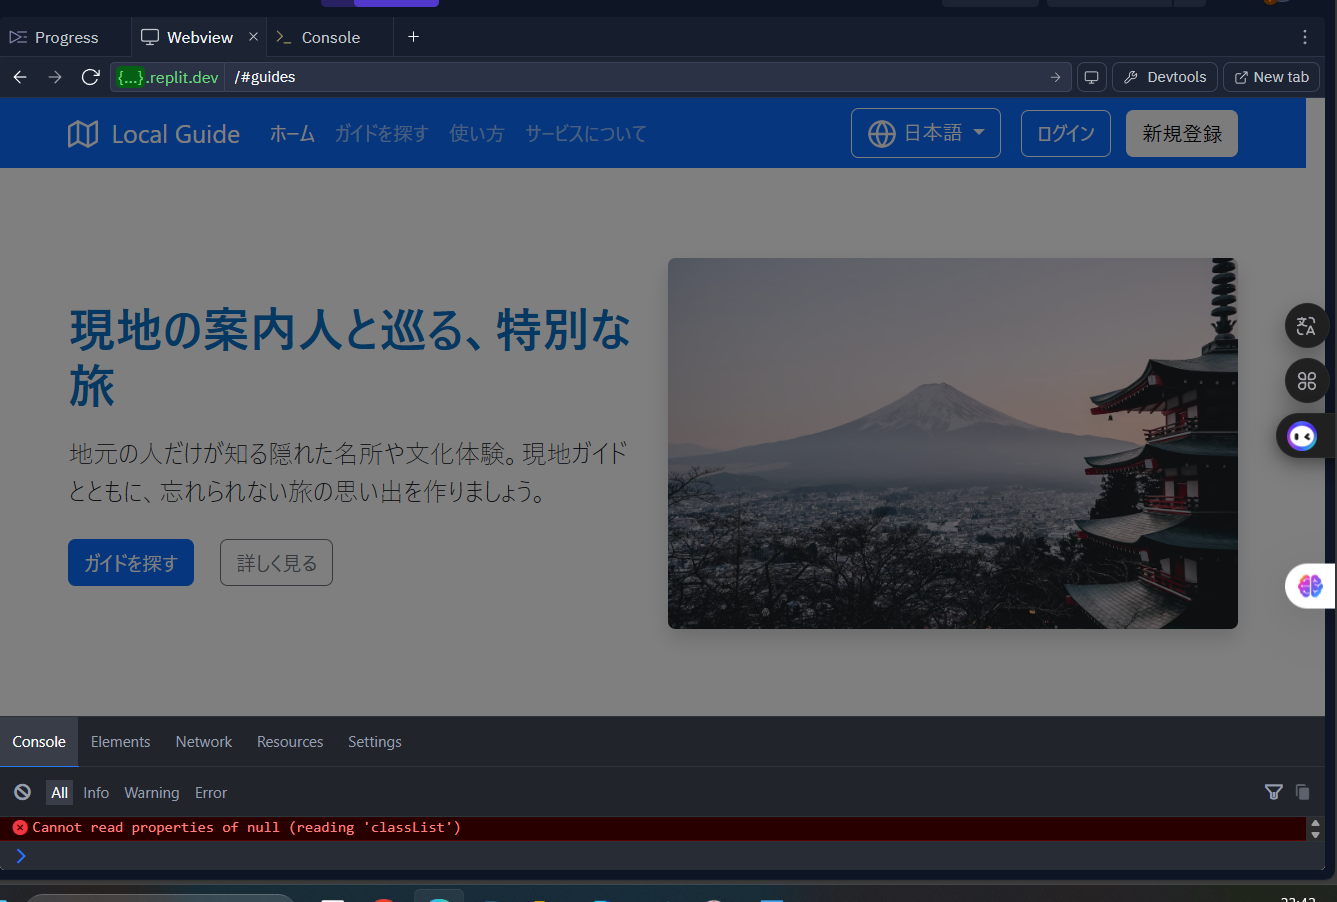 Progress
Webview
Console
{...}.replit.dev /#guides
Devtools
New tab
Local Guide
ホーム
ガイドを探す
使い方
サービスについて
日本語
ログイン
新規登録
現地の案内人と巡る、特別な
旅
地元の人だけが知る隠れた名所や文化体験。現地ガイド
とともに、忘れられない旅の思い出を作りましょう。
ガイドを探す
詳しく見る
Console
Elements
Network
Resources
Settings
All
Info
Warning
Error
Cannot read properties of null (reading 'classList')